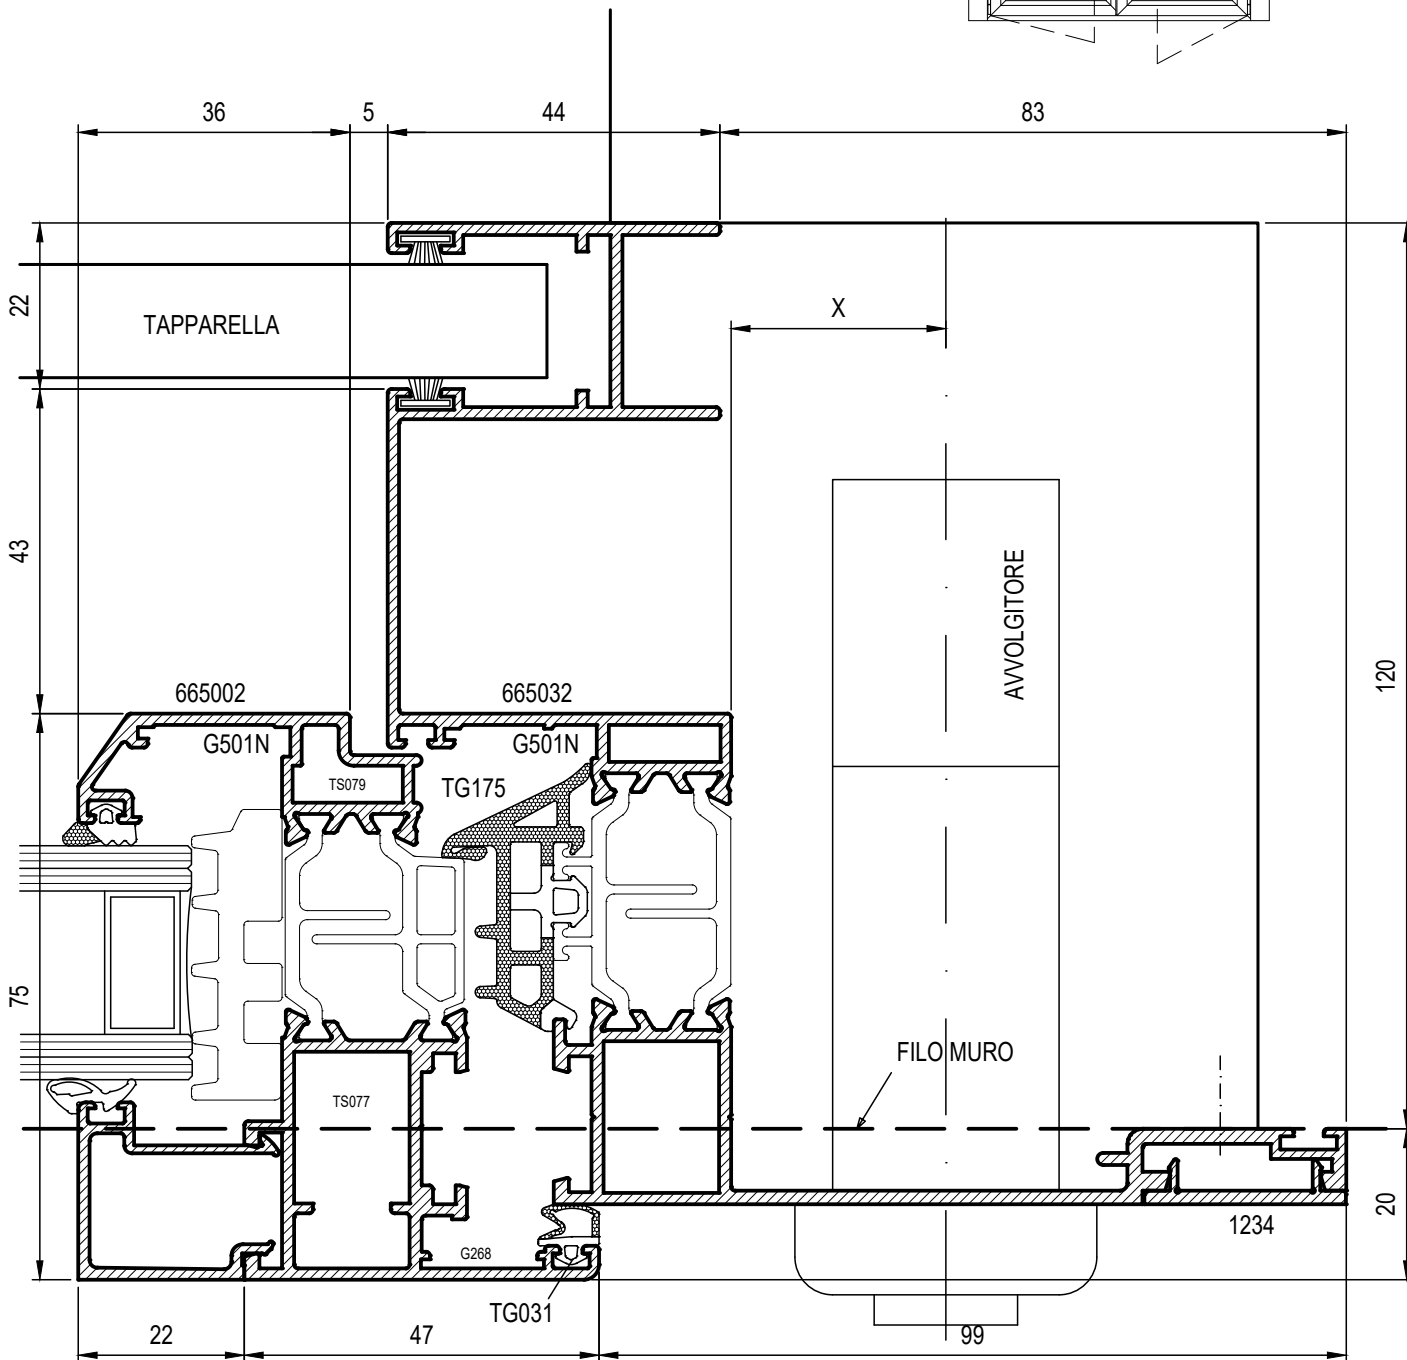 36 5 44 83
22
TAPPARELLA
X
43
AVVOLGITORE
120
665002
665032
G501N
G501N
TS079
TG175
75
FILO MURO
TS077
20
1234
G268
TG031
22 47 99